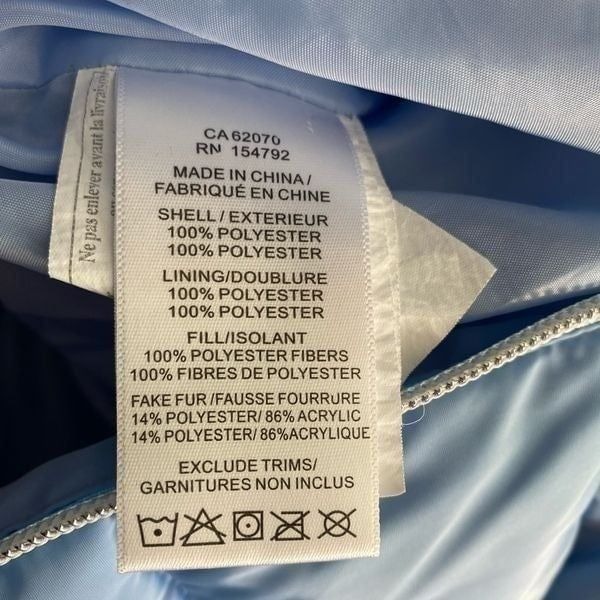 CA 62070
RN 154792
MADE IN CHINA/
FABRIQUÉ EN CHINE
SHELL / EXTERIEUR
100% POLYESTER
100% POLYESTER
LINING/DOUBLURE
100% POLYESTER
100% POLYESTER
FILL/ISOLANT
100% POLYESTER FIBERS
100% FIBRES DE POLYESTER
FAKE FUR /FAUSSE FOURRURE
14% POLYESTER/ 86% ACRYLIC
14% POLYESTER/ 86% ACRYLIQUE
EXCLUDE TRIMS/
GARNITURES NON INCLUS
Ne pas enlever avant la livraison